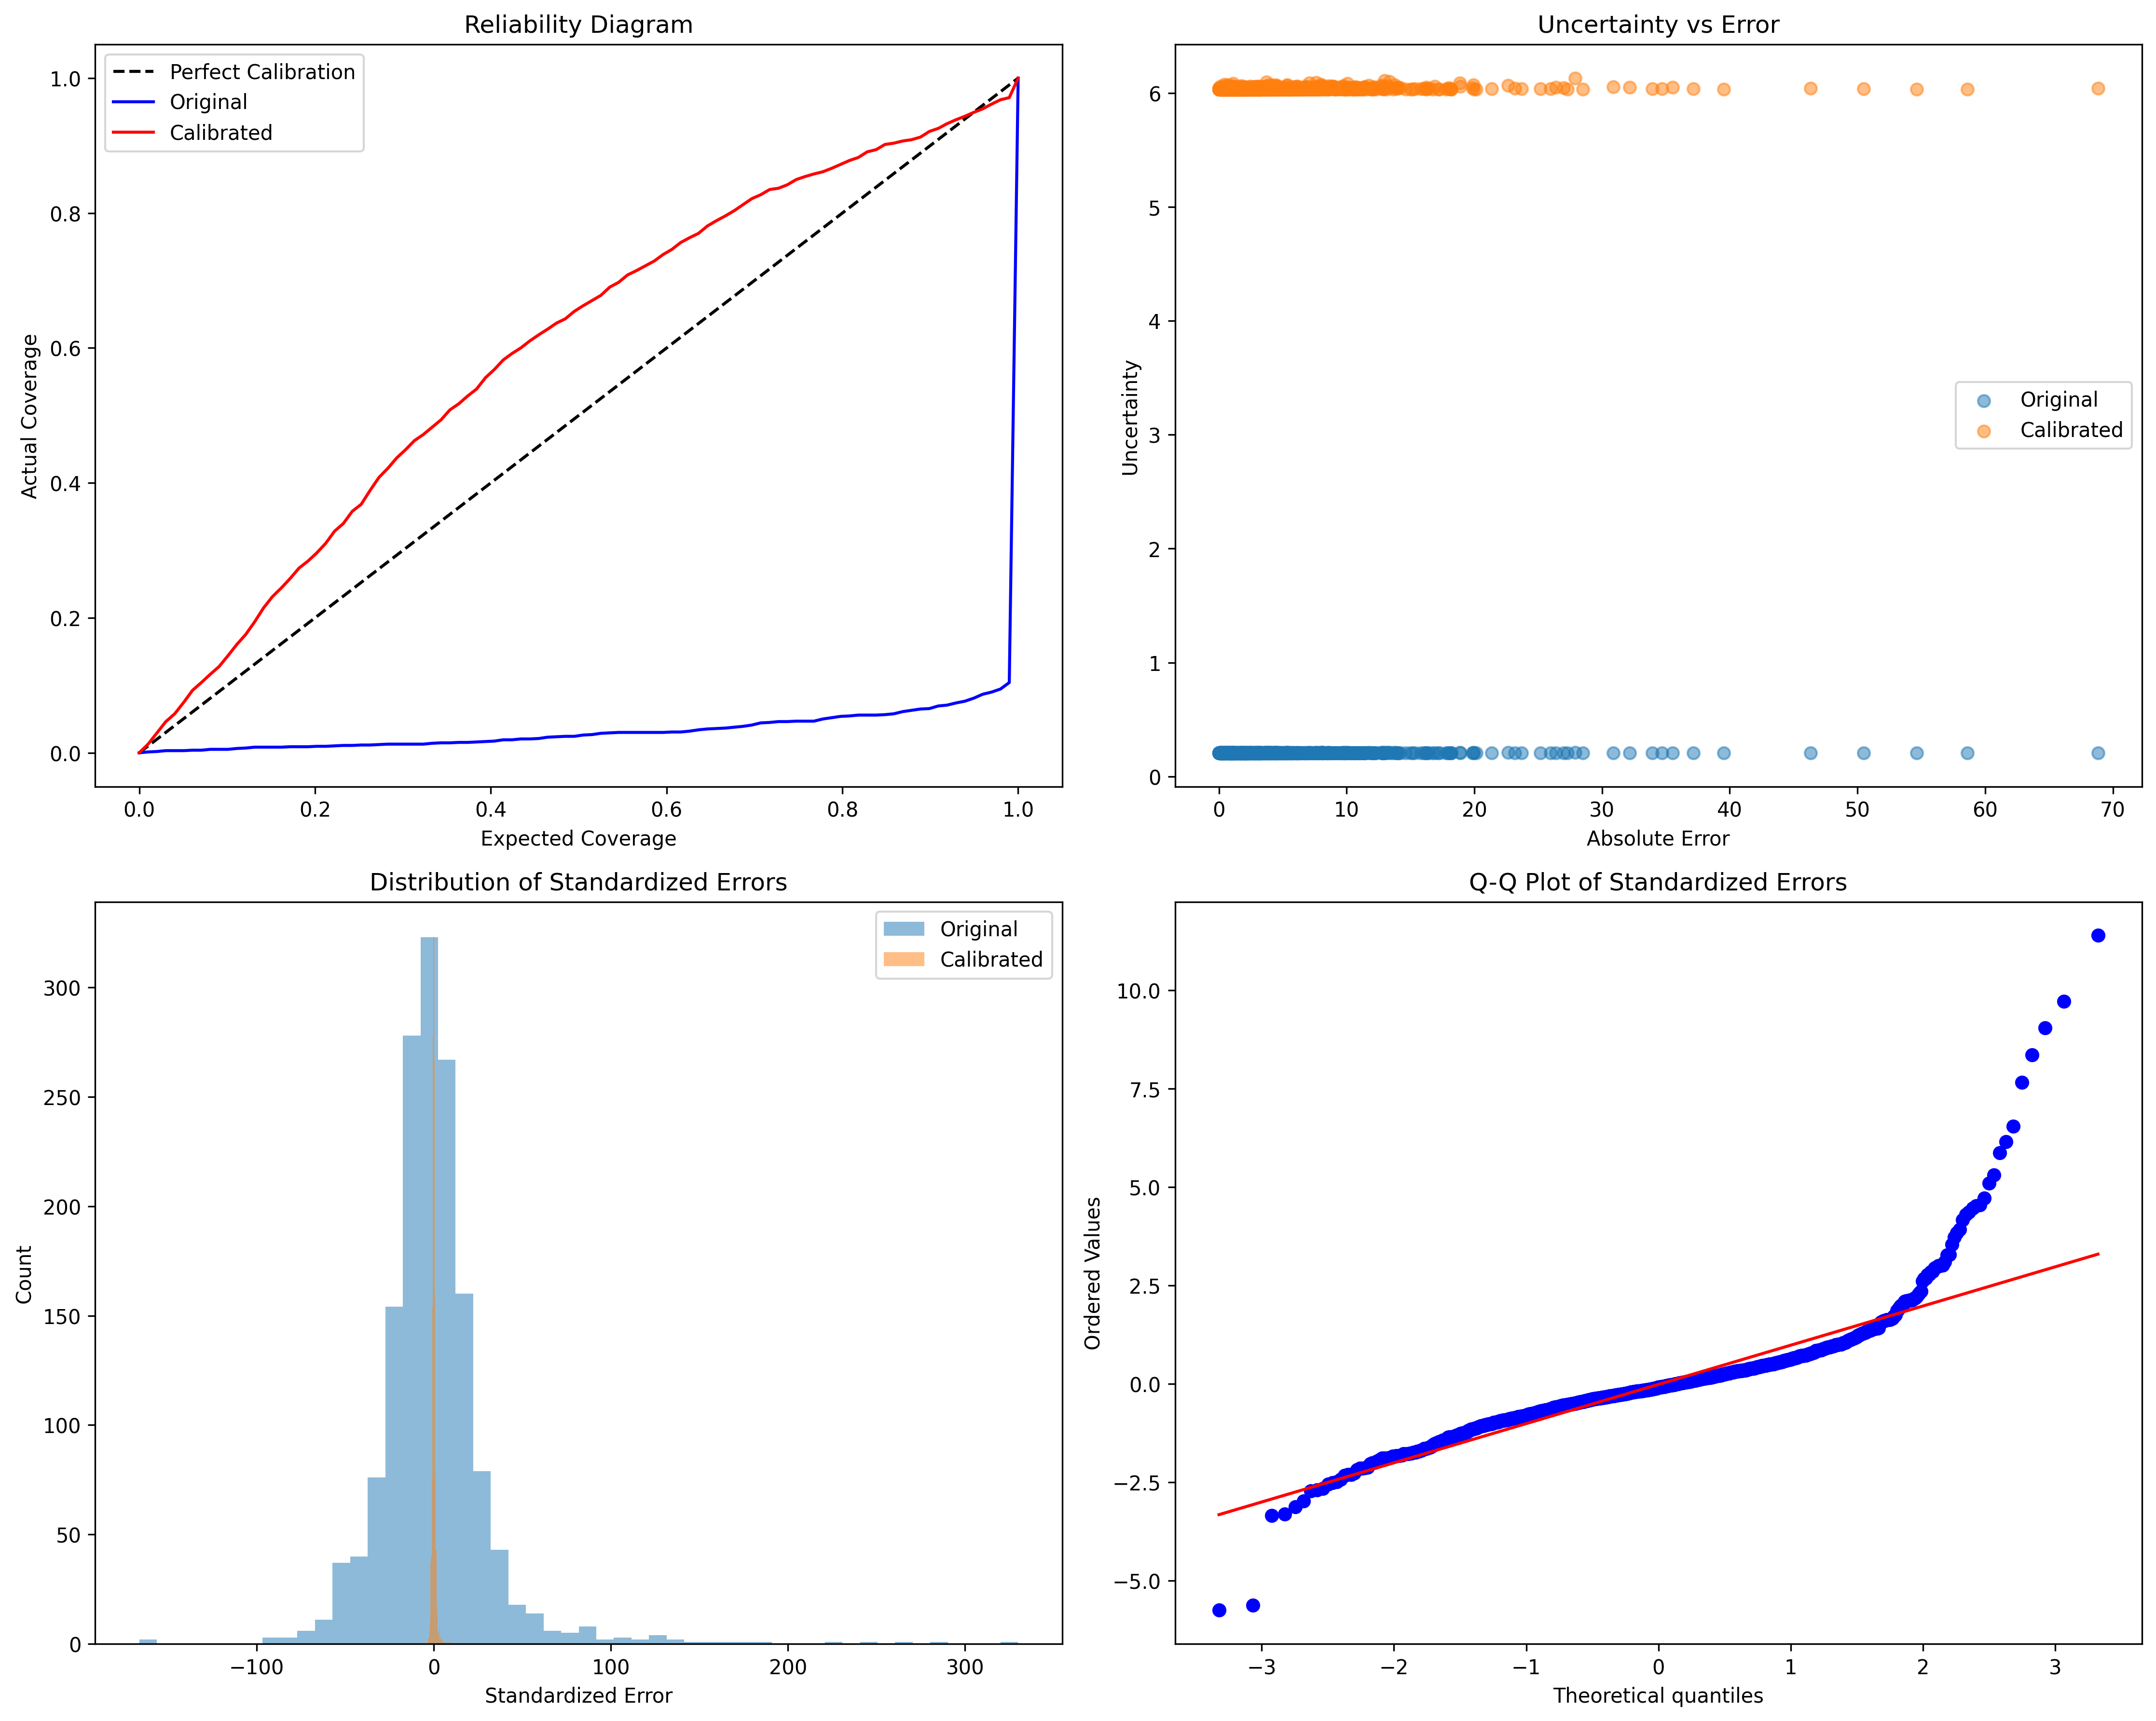 Reliability Diagram
Perfect Calibration
Original
Calibrated
1.0
0.8
0.6
0.4
0.2
0.0
Actual Coverage
0.0 0.2 0.4 0.6 0.8 1.0
Expected Coverage
Uncertainty vs Error
6
5
4
3
2
1
0
Uncertainty
Original
Calibrated
0 10 20 30 40 50 60 70
Absolute Error
Distribution of Standardized Errors
Original
Calibrated
300
250
200
150
100
50
0
Count
−100 0 100 200 300
Standardized Error
Q-Q Plot of Standardized Errors
10.0
7.5
5.0
2.5
0.0
−2.5
−5.0
Ordered Values
−3 −2 −1 0 1 2 3
Theoretical quantiles